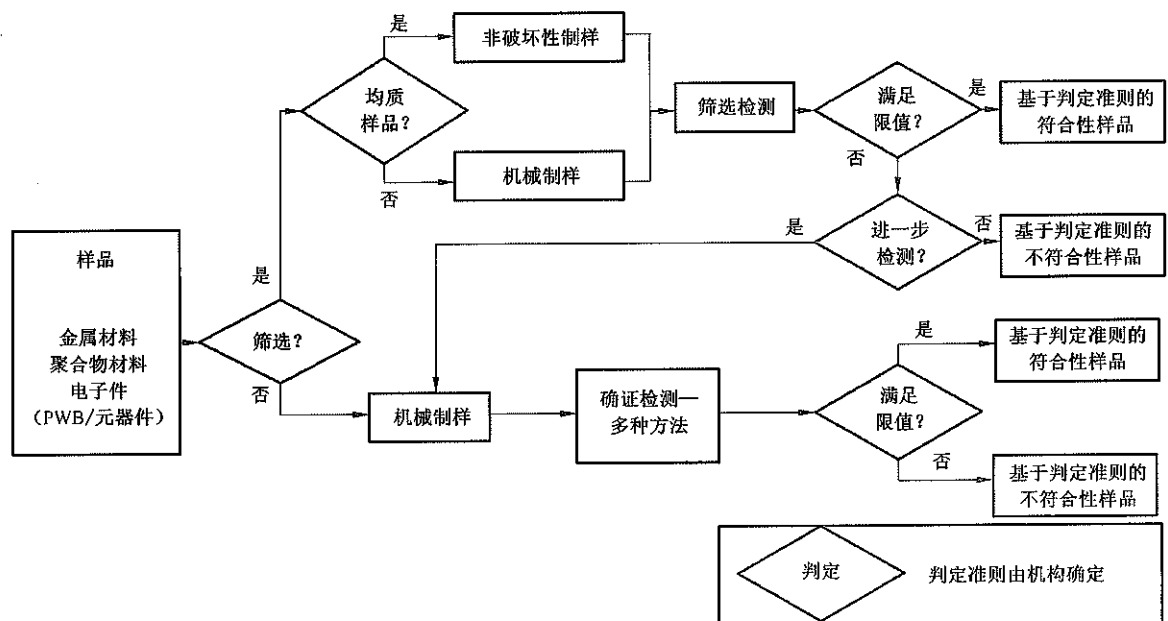 是
非破坏性制样
均质
样品？
筛选检测
满足
限值？
是
基于判定准则的
符合性样品
否
机械制样
否
样品
金属材料
聚合物材料
电子件
（PWB/元器件）
是
筛选？
否
是
进一步
检测？
否
基于判定准则的
不符合性样品
机械制样
确证检测—
多种方法
满足
限值？
是
基于判定准则的
符合性样品
否
基于判定准则的
不符合性样品
判定
判定准则由机构确定